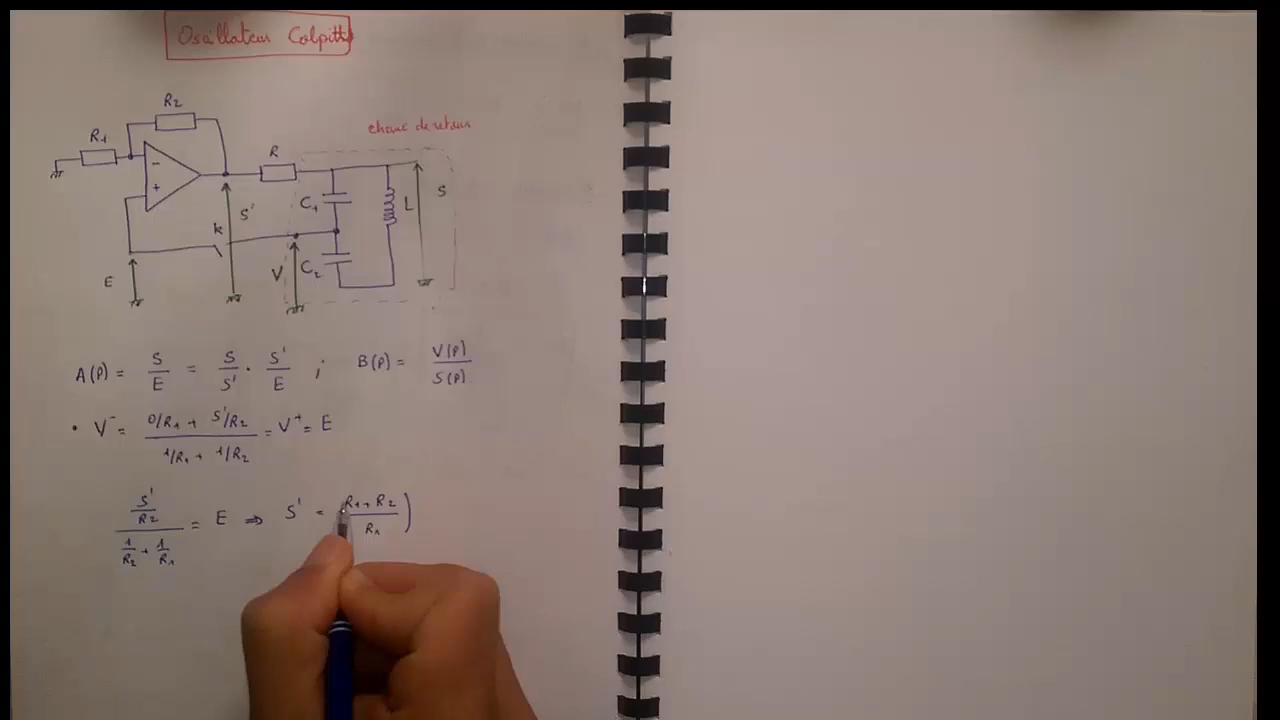 Oscillateur Colpitts
R2
R1
chaine de retour
R
-
+
C1
L
S
S'
k
C2
V
E
A(p) = S/E = S/S' · S'/E ; B(p) = V(p)/S(p)
• V⁻ = (0/R1 + S'/R2)/(1/R1 + 1/R2) = V⁺ = E
(S'/R2)/(1/R2 + 1/R1) = E ⇒ S' = (R1 + R2)/R1 )